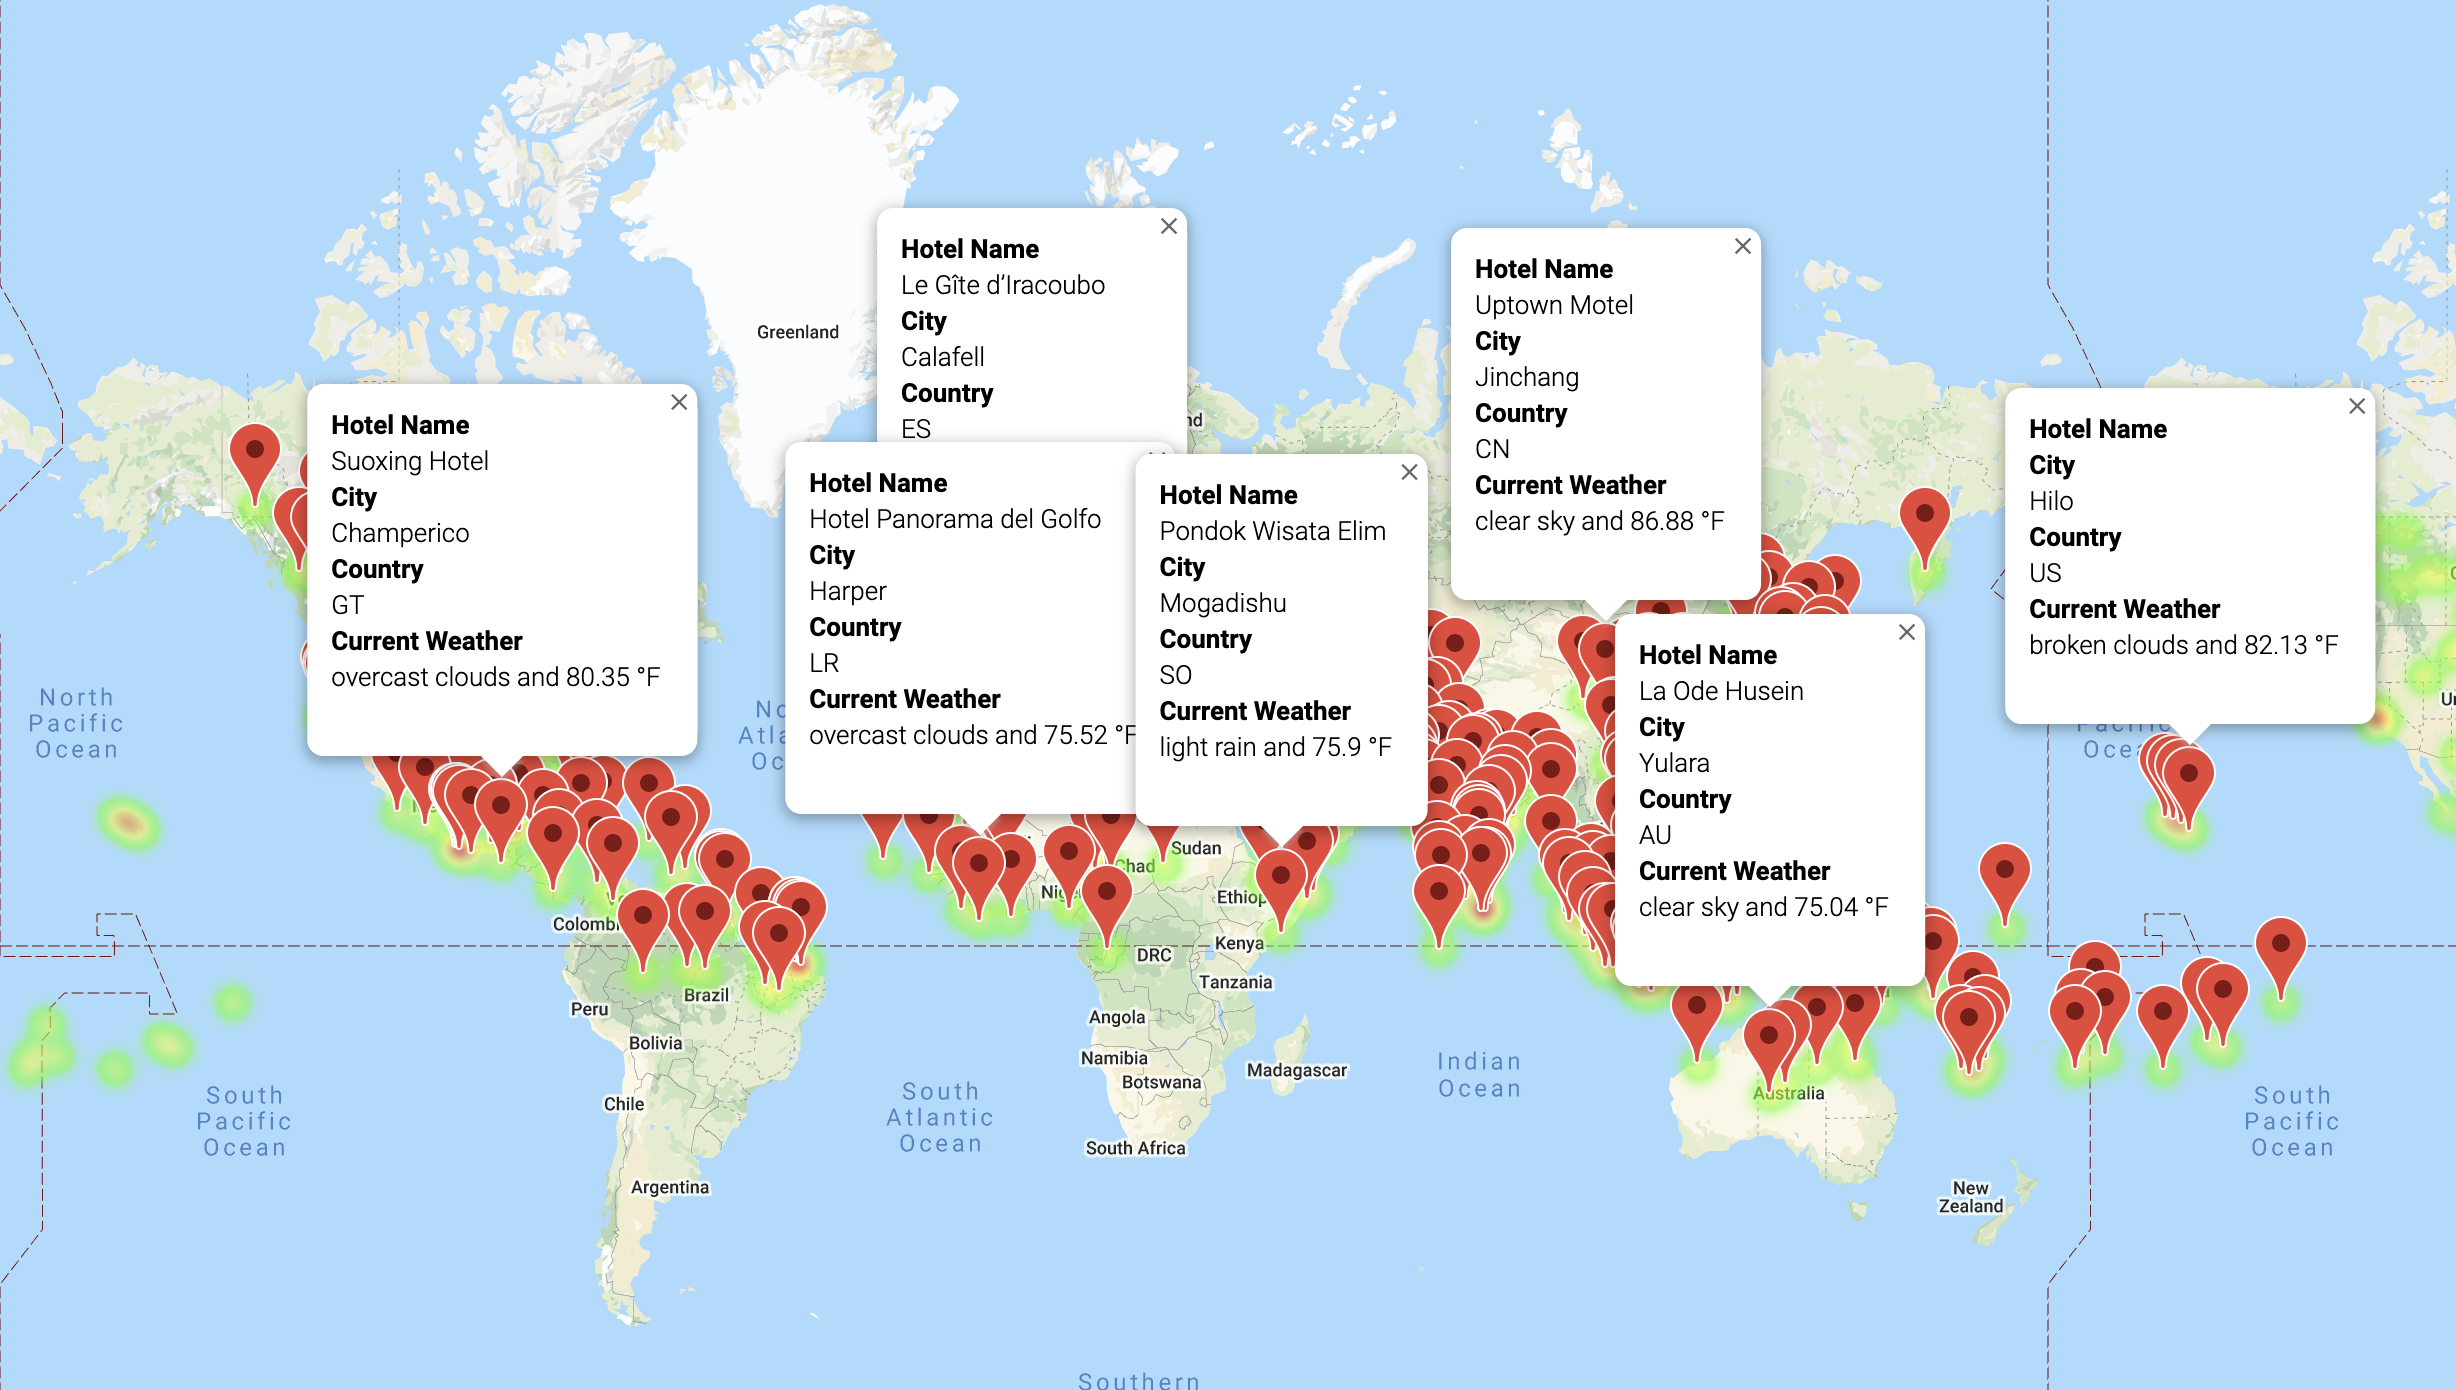 Greenland
Hotel Name
Le Gîte d’Iracoubo
City
Calafell
Country
ES
Hotel Name
Uptown Motel
City
Jinchang
Country
CN
Current Weather
clear sky and 86.88 °F
Hotel Name
Suoxing Hotel
City
Champerico
Country
GT
Current Weather
overcast clouds and 80.35 °F
Hotel Name
Hotel Panorama del Golfo
City
Harper
Country
LR
Current Weather
overcast clouds and 75.52 °F
Hotel Name
Pondok Wisata Elim
City
Mogadishu
Country
SO
Current Weather
light rain and 75.9 °F
Hotel Name
City
Hilo
Country
US
Current Weather
broken clouds and 82.13 °F
Hotel Name
La Ode Husein
City
Yulara
Country
AU
Current Weather
clear sky and 75.04 °F
North
Pacific
Ocean
Pacific
Sudan
Chad
Kenya
DRC
Tanzania
Brazil
Peru
Angola
Bolivia
Namibia
Botswana
Madagascar
Chile
South Africa
Argentina
Indian
Ocean
Australia
South
Pacific
Ocean
South
Atlantic
Ocean
South
Pacific
Ocean
New
Zealand
Southern